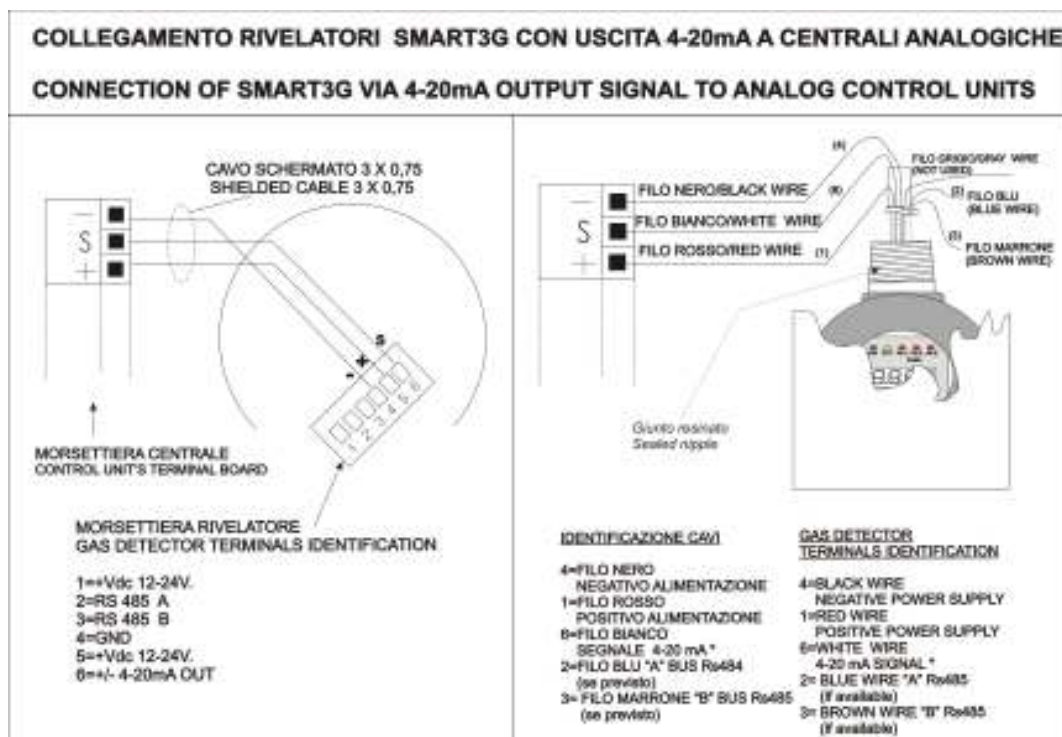 COLLEGAMENTO RIVELATORI SMART3G CON USCITA 4-20mA A CENTRALI ANALOGICHE
CONNECTION OF SMART3G VIA 4-20mA OUTPUT SIGNAL TO ANALOG CONTROL UNITS
CAVO SCHERMATO 3 X 0,75
SHIELDED CABLE 3 X 0,75
−
S
+
- + S
1 2 3 4 5 6
MORSETTIERA CENTRALE
CONTROL UNIT'S TERMINAL BOARD
MORSETTIERA RIVELATORE
GAS DETECTOR TERMINALS IDENTIFICATION
1=+Vdc 12-24V.
2=RS 485 A
3=RS 485 B
4=GND
5=+Vdc 12-24V.
6=+/- 4-20mA OUT
−
S
+
FILO NERO/BLACK WIRE
(4)
FILO BIANCO/WHITE WIRE
(6)
FILO ROSSO/RED WIRE
(1)
FILO GRIGIO/GRAY WIRE
(NOT USED)
(2)
FILO BLU
(BLUE WIRE)
(3)
FILO MARRONE
(BROWN WIRE)
Giunto resinato
Sealed nipple
IDENTIFICAZIONE CAVI
4=FILO NERO
NEGATIVO ALIMENTAZIONE
1=FILO ROSSO
POSITIVO ALIMENTAZIONE
6=FILO BIANCO
SEGNALE 4-20 mA *
2=FILO BLU "A" BUS Rs484
(se previsto)
3= FILO MARRONE "B" BUS Rs485
(se previsto)
GAS DETECTOR
TERMINALS IDENTIFICATION
4=BLACK WIRE
NEGATIVE POWER SUPPLY
1=RED WIRE
POSITIVE POWER SUPPLY
6=WHITE WIRE
4-20 mA SIGNAL *
2= BLUE WIRE "A" Rs485
(if available)
3= BROWN WIRE "B" Rs485
(if available)